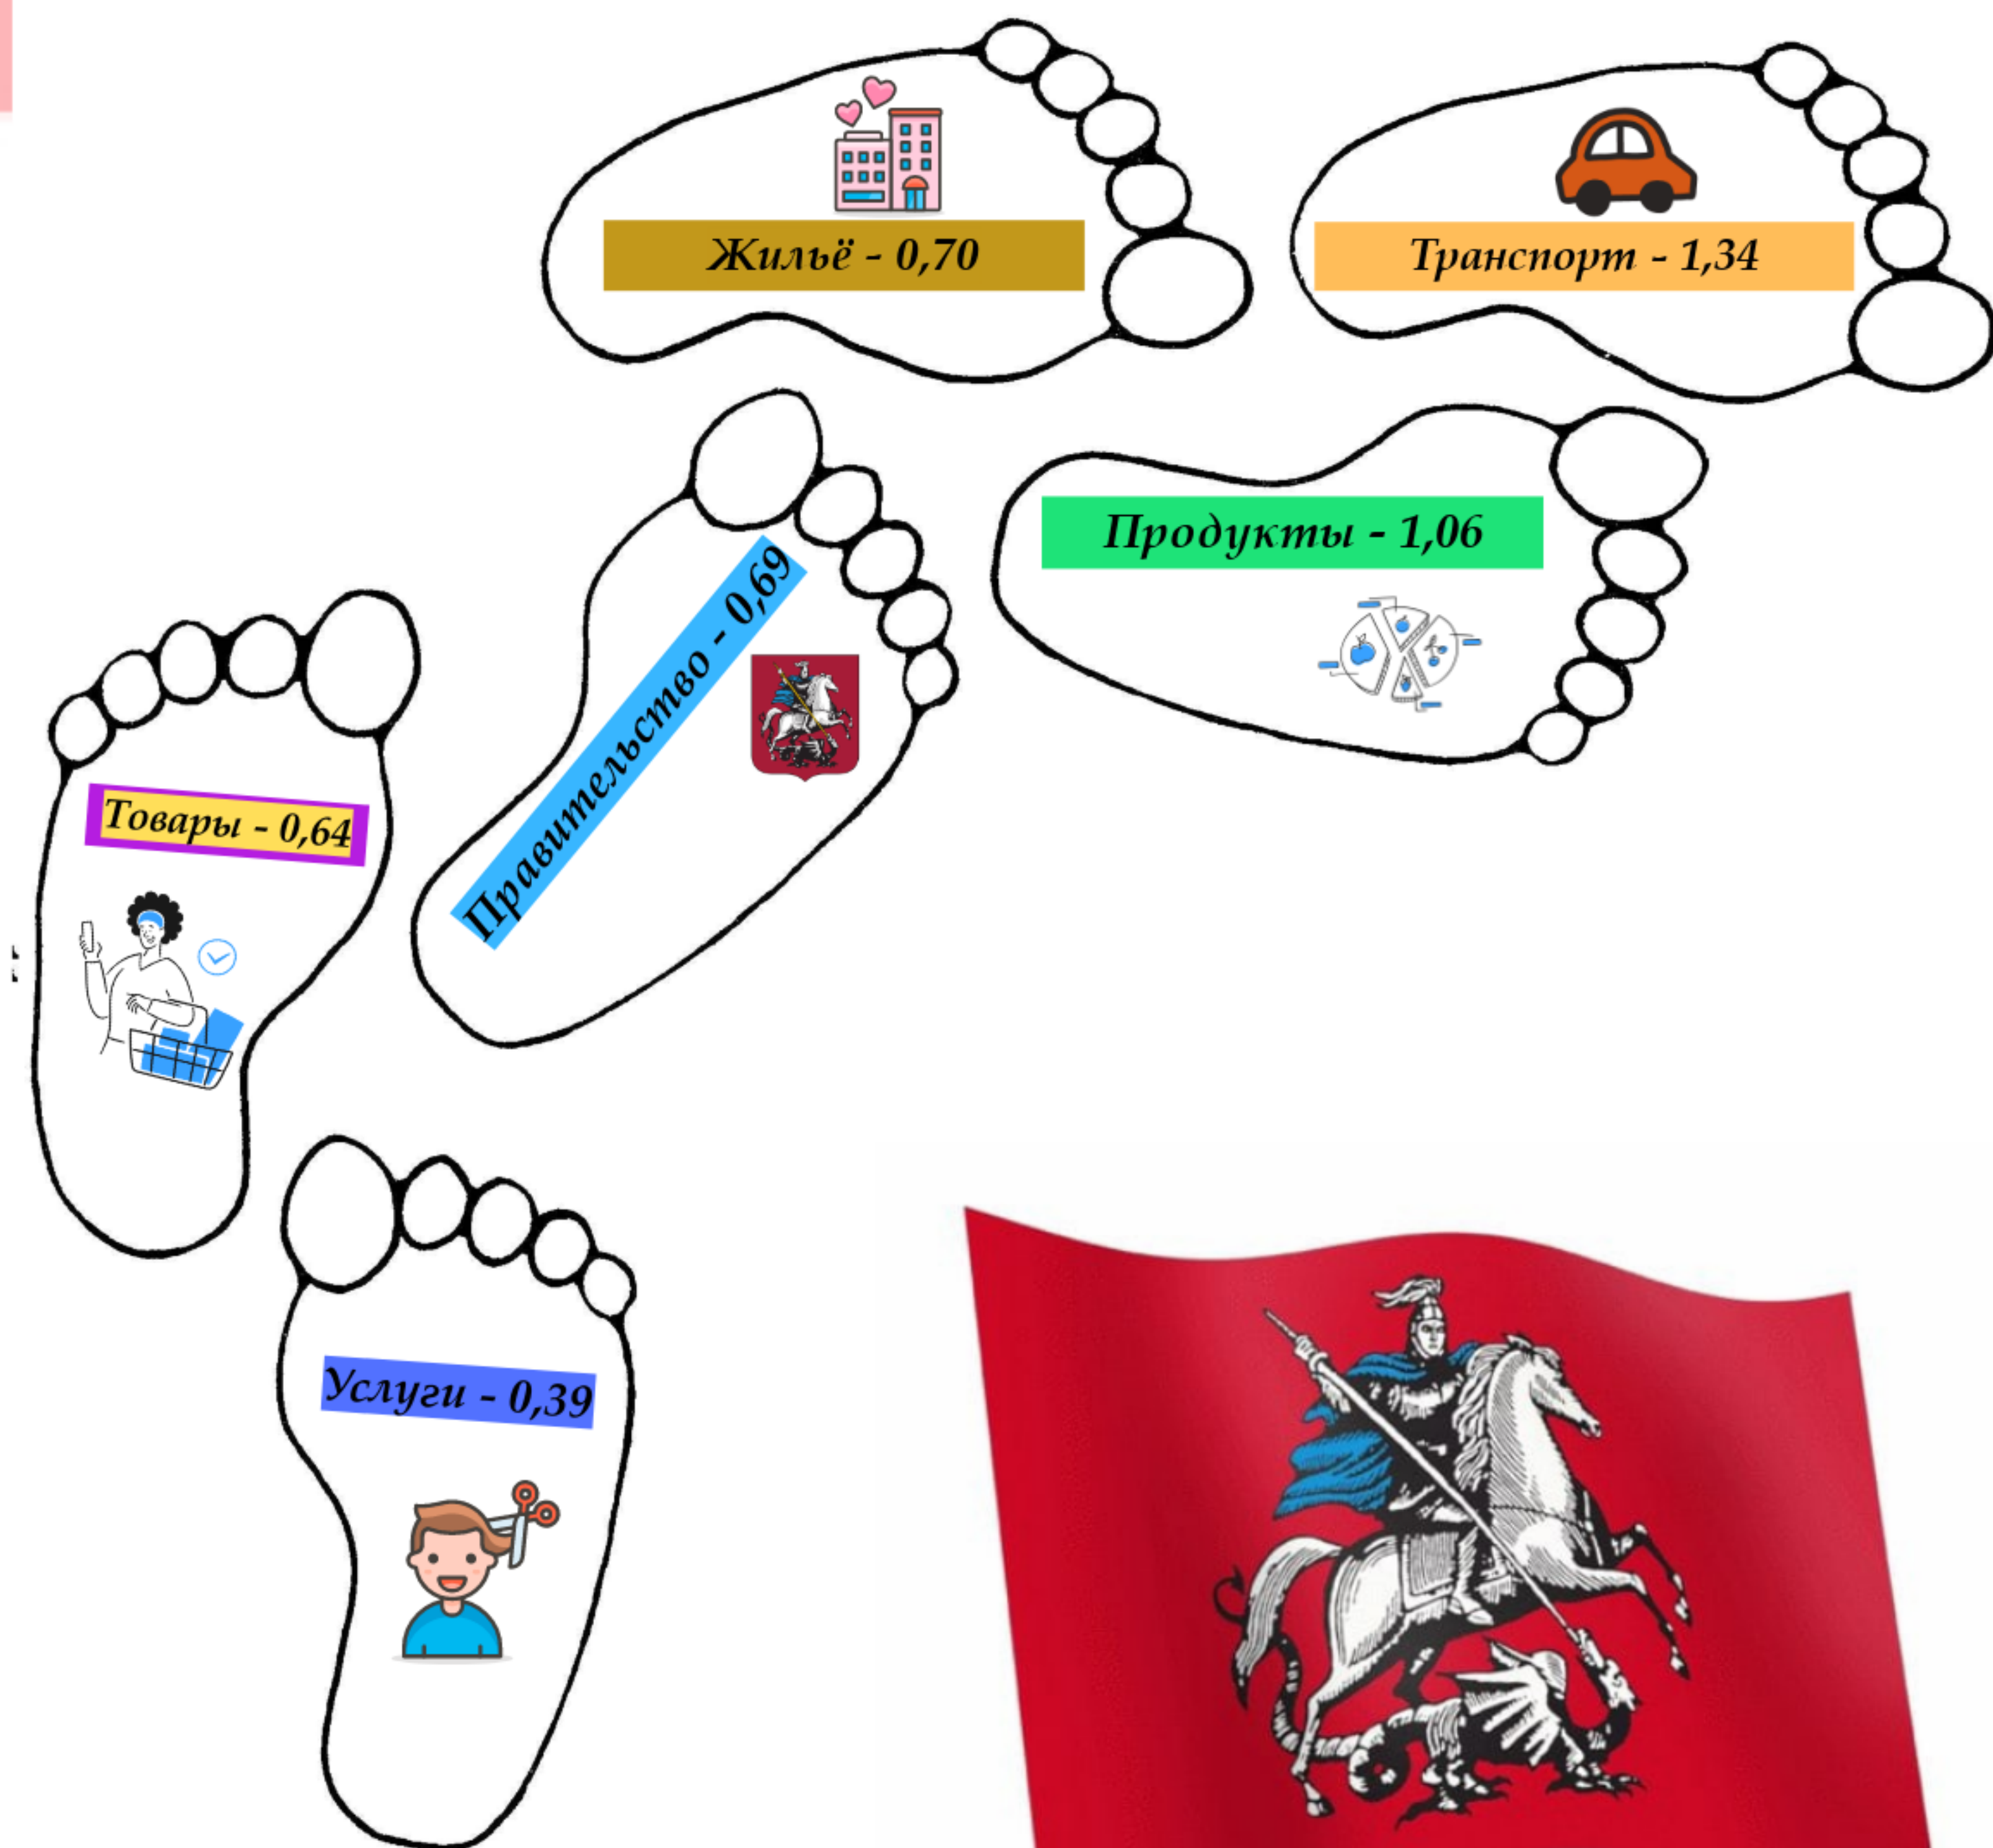 Жильё - 0,70
Транспорт - 1,34
Продукты - 1,06
Правительство - 0,69
Товары - 0,64
Услуги - 0,39